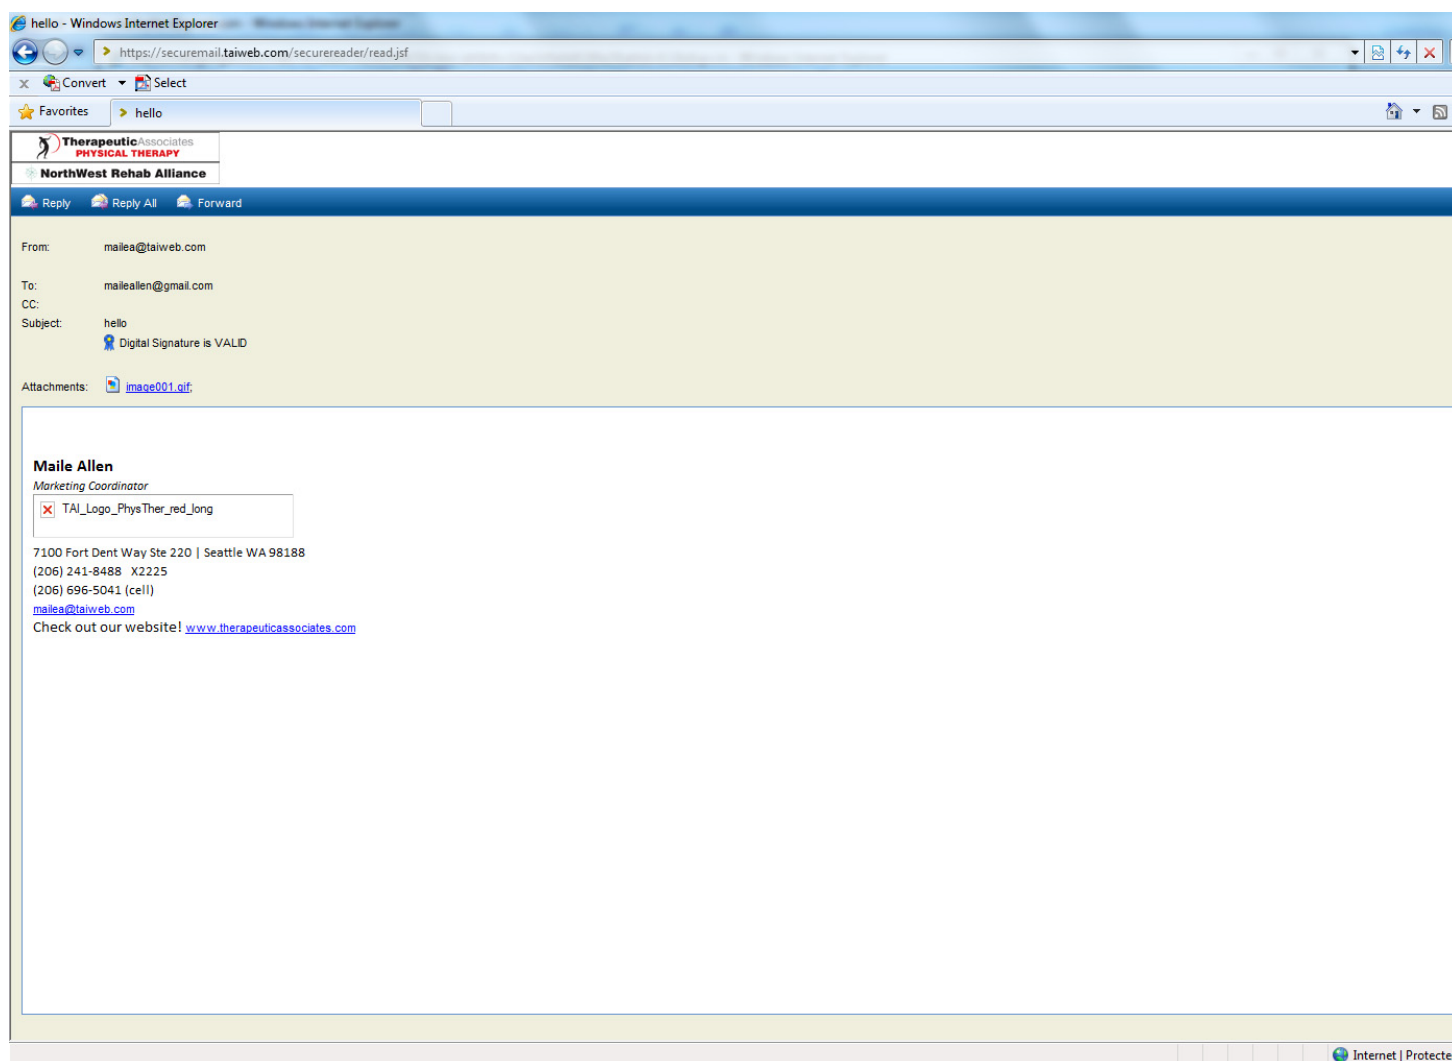 hello - Windows Internet Explorer
https://securemail.taiweb.com/securereader/read.jsf
x Convert Select
Favorites hello
TherapeuticAssociates
PHYSICAL THERAPY
NorthWest Rehab Alliance
Reply Reply All Forward
From: mailea@taiweb.com
To: maileallen@gmail.com
CC:
Subject: hello
Digital Signature is VALID
Attachments: image001.gif;
Maile Allen
Marketing Coordinator
TAI_Logo_PhysTher_red_long
7100 Fort Dent Way Ste 220 | Seattle WA 98188
(206) 241-8488 X2225
(206) 696-5041 (cell)
mailea@taiweb.com
Check out our website! www.therapeuticassociates.com
Internet | Protecte